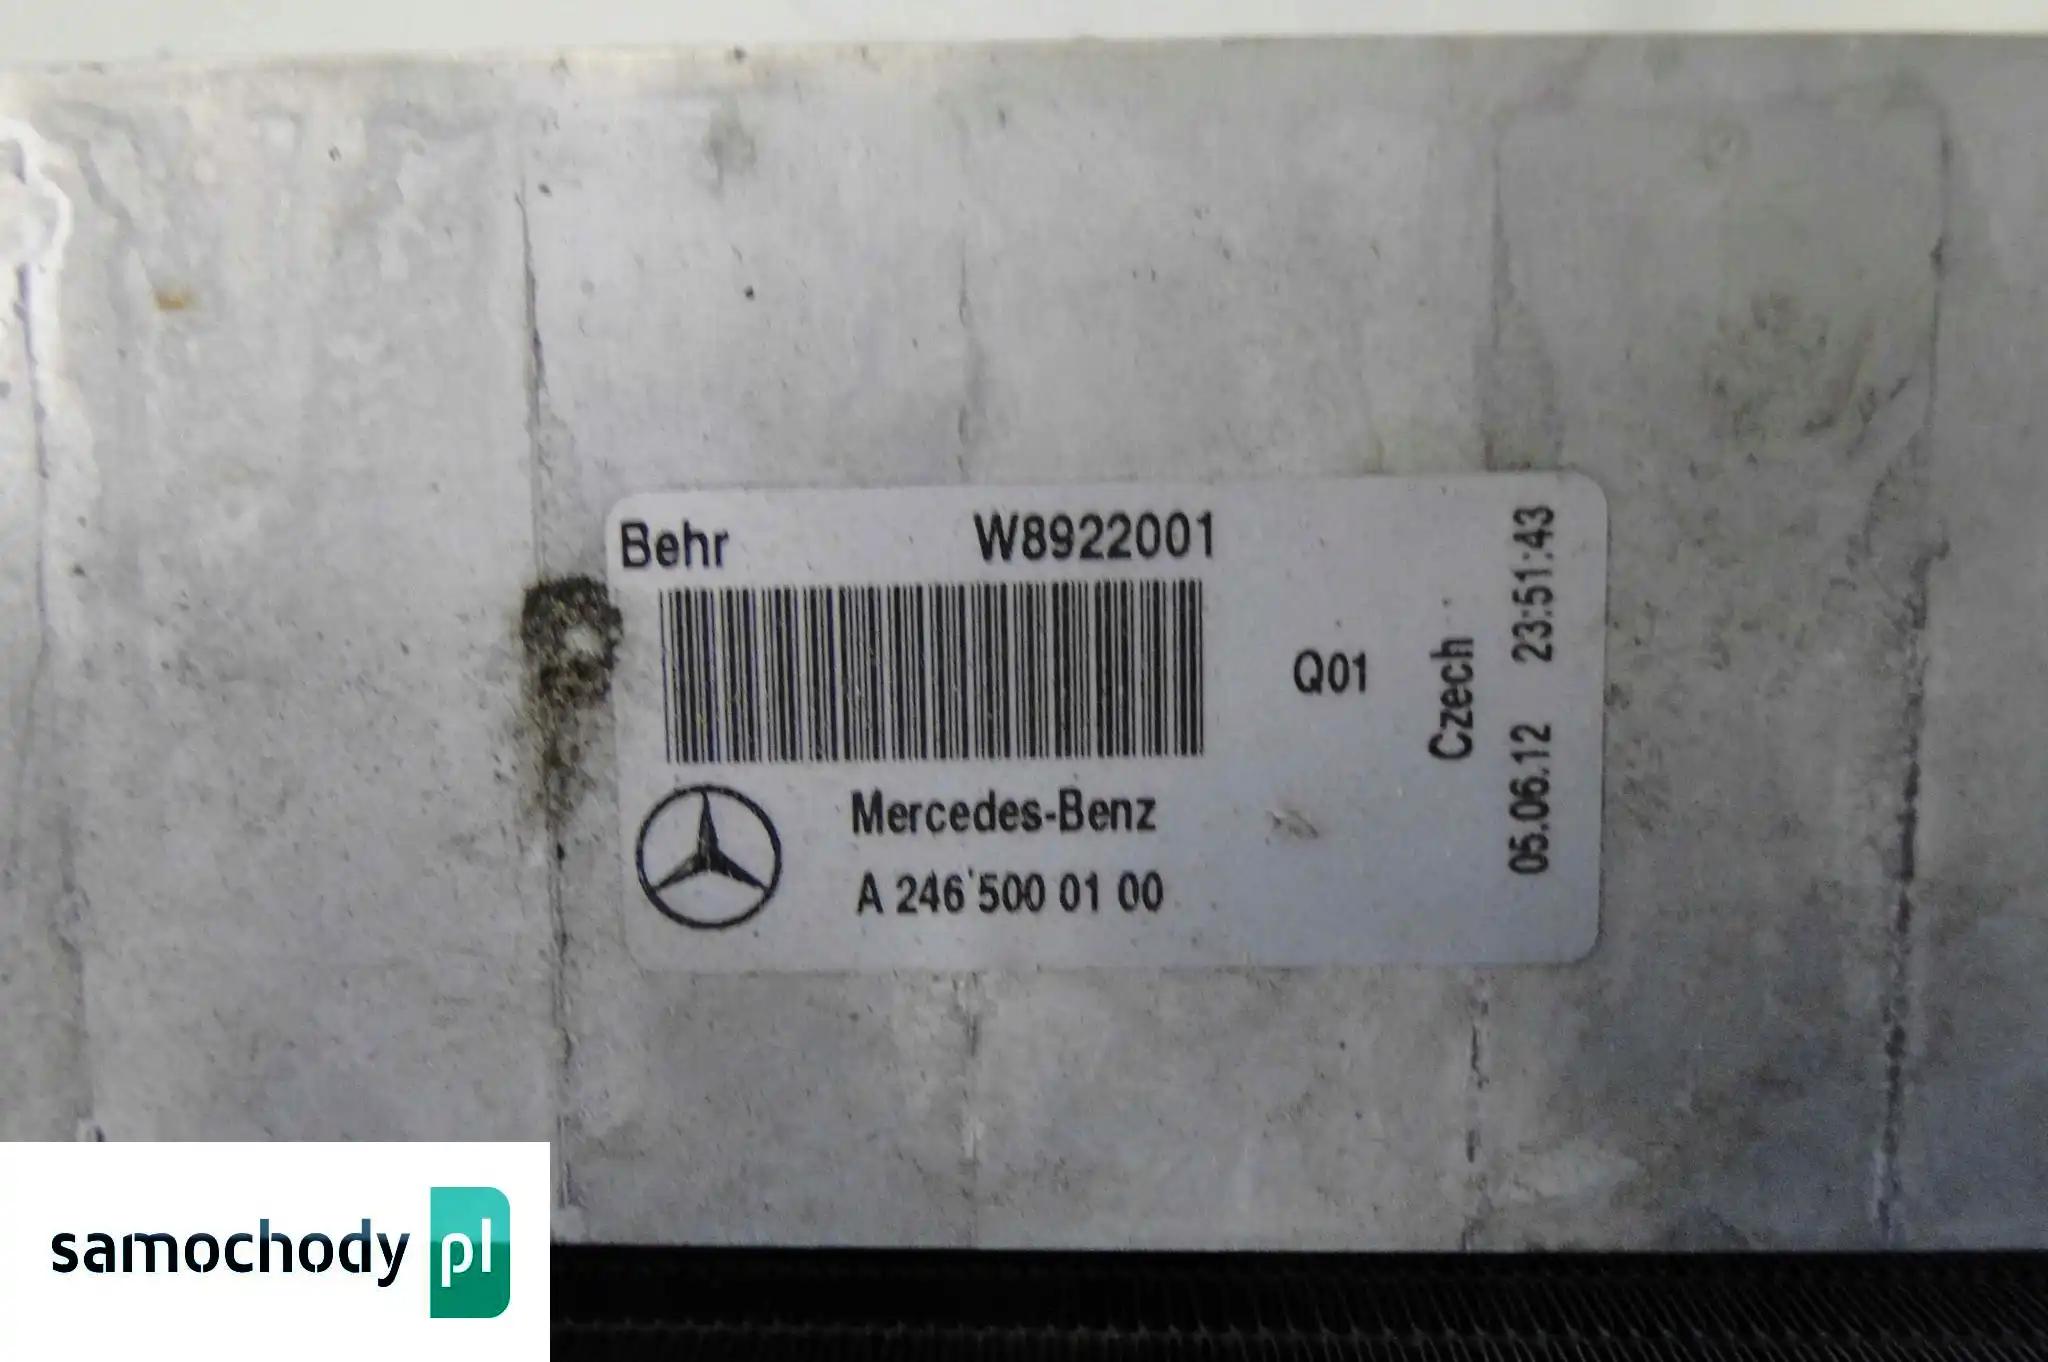 Behr W8922001
Q01
Czech
05.06.12 23:51:43
Mercedes-Benz
A 246 500 01 00
samochody pl